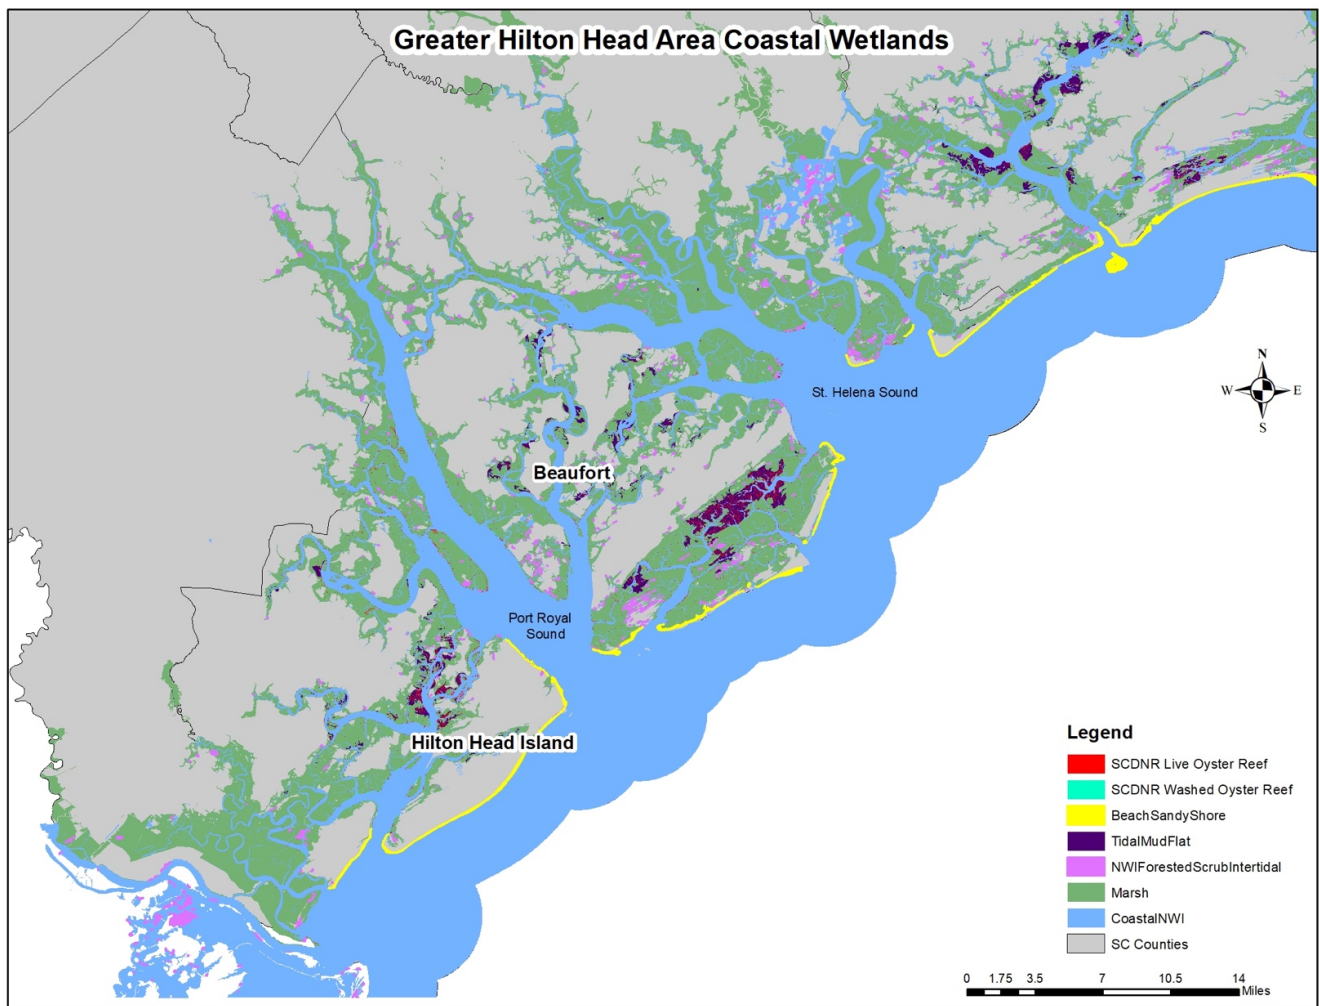 Greater Hilton Head Area Coastal Wetlands
N
W E
S
St. Helena Sound
Beaufort
Port Royal
Sound
Hilton Head Island
Legend
SCDNR Live Oyster Reef
SCDNR Washed Oyster Reef
BeachSandyShore
TidalMudFlat
NWIForestedScrubIntertidal
Marsh
CoastalNWI
SC Counties
0 1.75 3.5 7 10.5 14
Miles